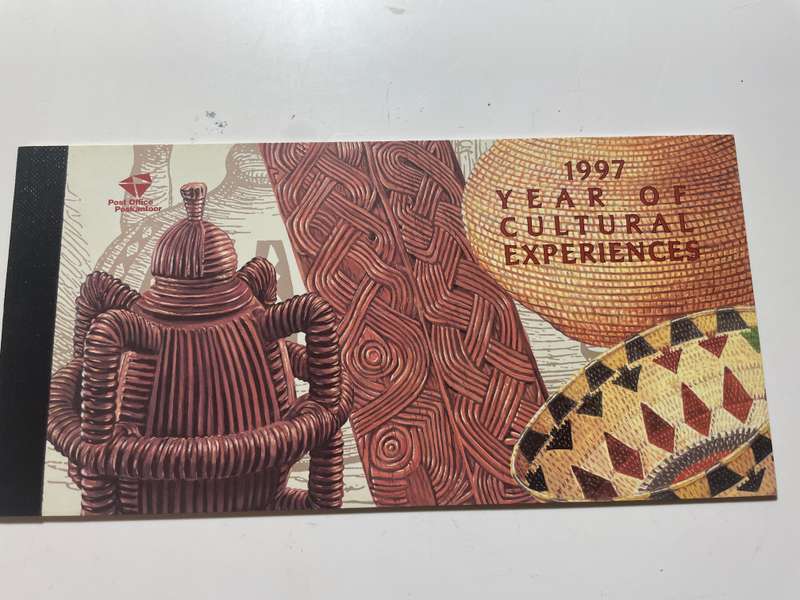 Post Office
Poskantoor
1997
YEAR OF
CULTURAL
EXPERIENCES